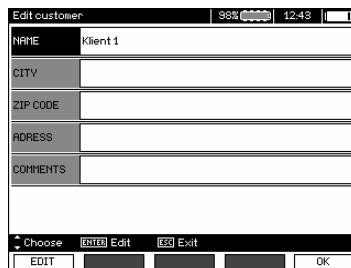 Edit customer 98% 12:43
NAME Klient 1
CITY
ZIP CODE
ADRESS
COMMENTS
Choose ENTER Edit ESC Exit
EDIT OK